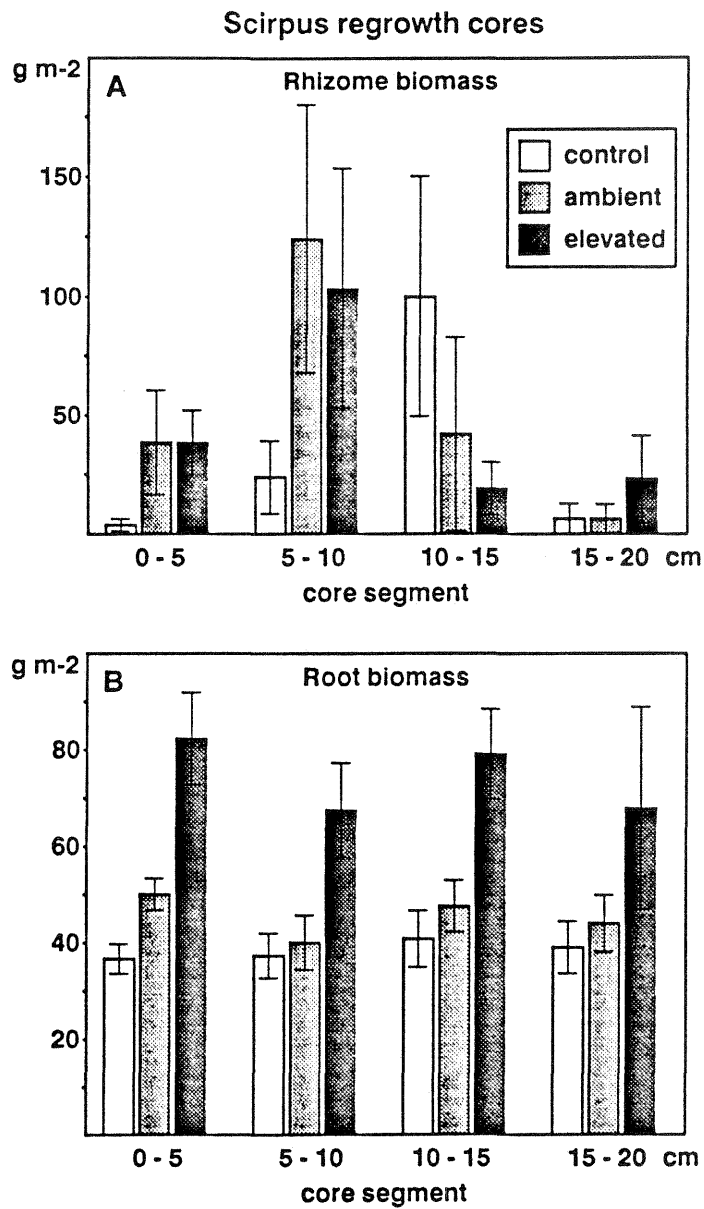 Scirpus regrowth cores
g m-2
A
Rhizome biomass
control
ambient
elevated
150
100
50
0 - 5
5 - 10
10 - 15
15 - 20 cm
core segment
g m-2
B
Root biomass
80
60
40
20
0 - 5
5 - 10
10 - 15
15 - 20 cm
core segment